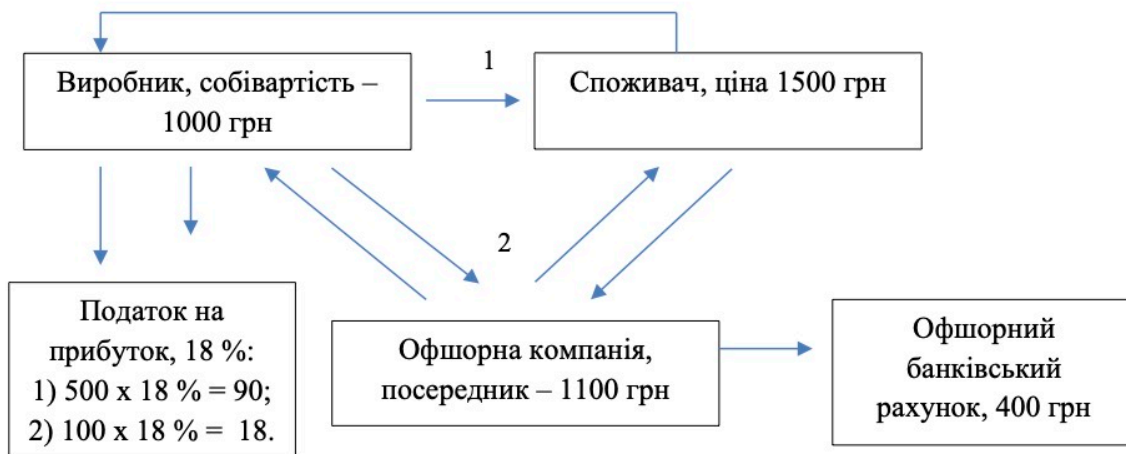 Виробник, собівартість –
1000 грн
1
Споживач, ціна 1500 грн
2
Податок на
прибуток, 18 %:
1) 500 х 18 % = 90;
2) 100 х 18 % =  18.
Офшорна компанія,
посередник – 1100 грн
Офшорний
банківський
рахунок, 400 грн